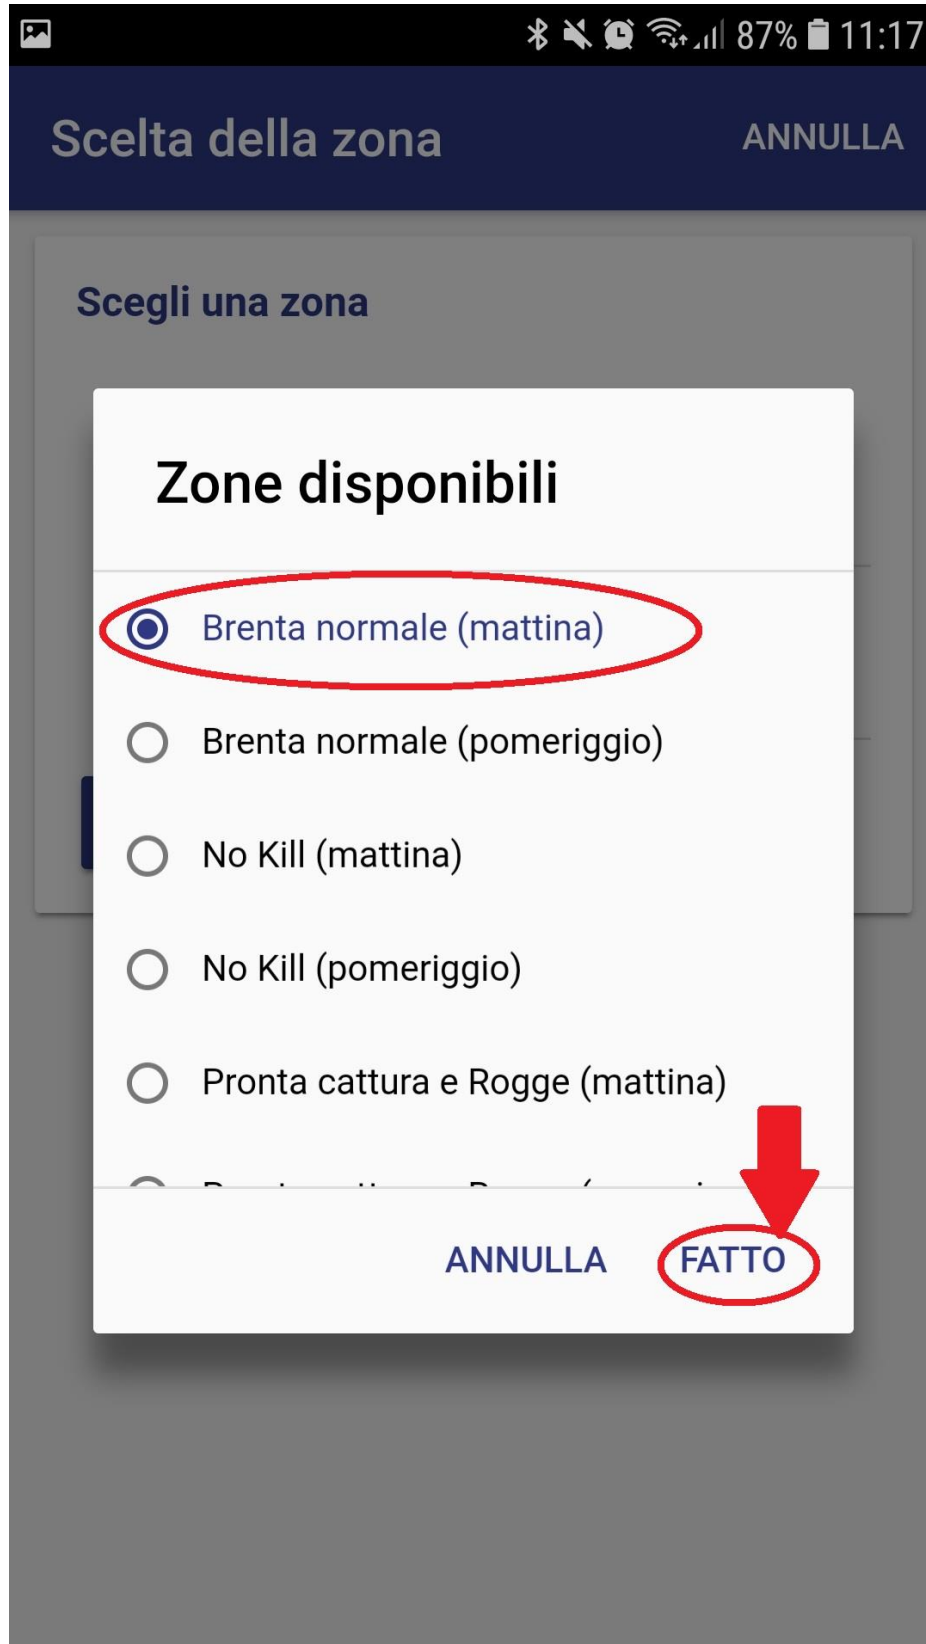 87% 11:17
Scelta della zona ANNULLA
Scegli una zona
Zone disponibili
Brenta normale (mattina)
Brenta normale (pomeriggio)
No Kill (mattina)
No Kill (pomeriggio)
Pronta cattura e Rogge (mattina)
ANNULLA FATTO